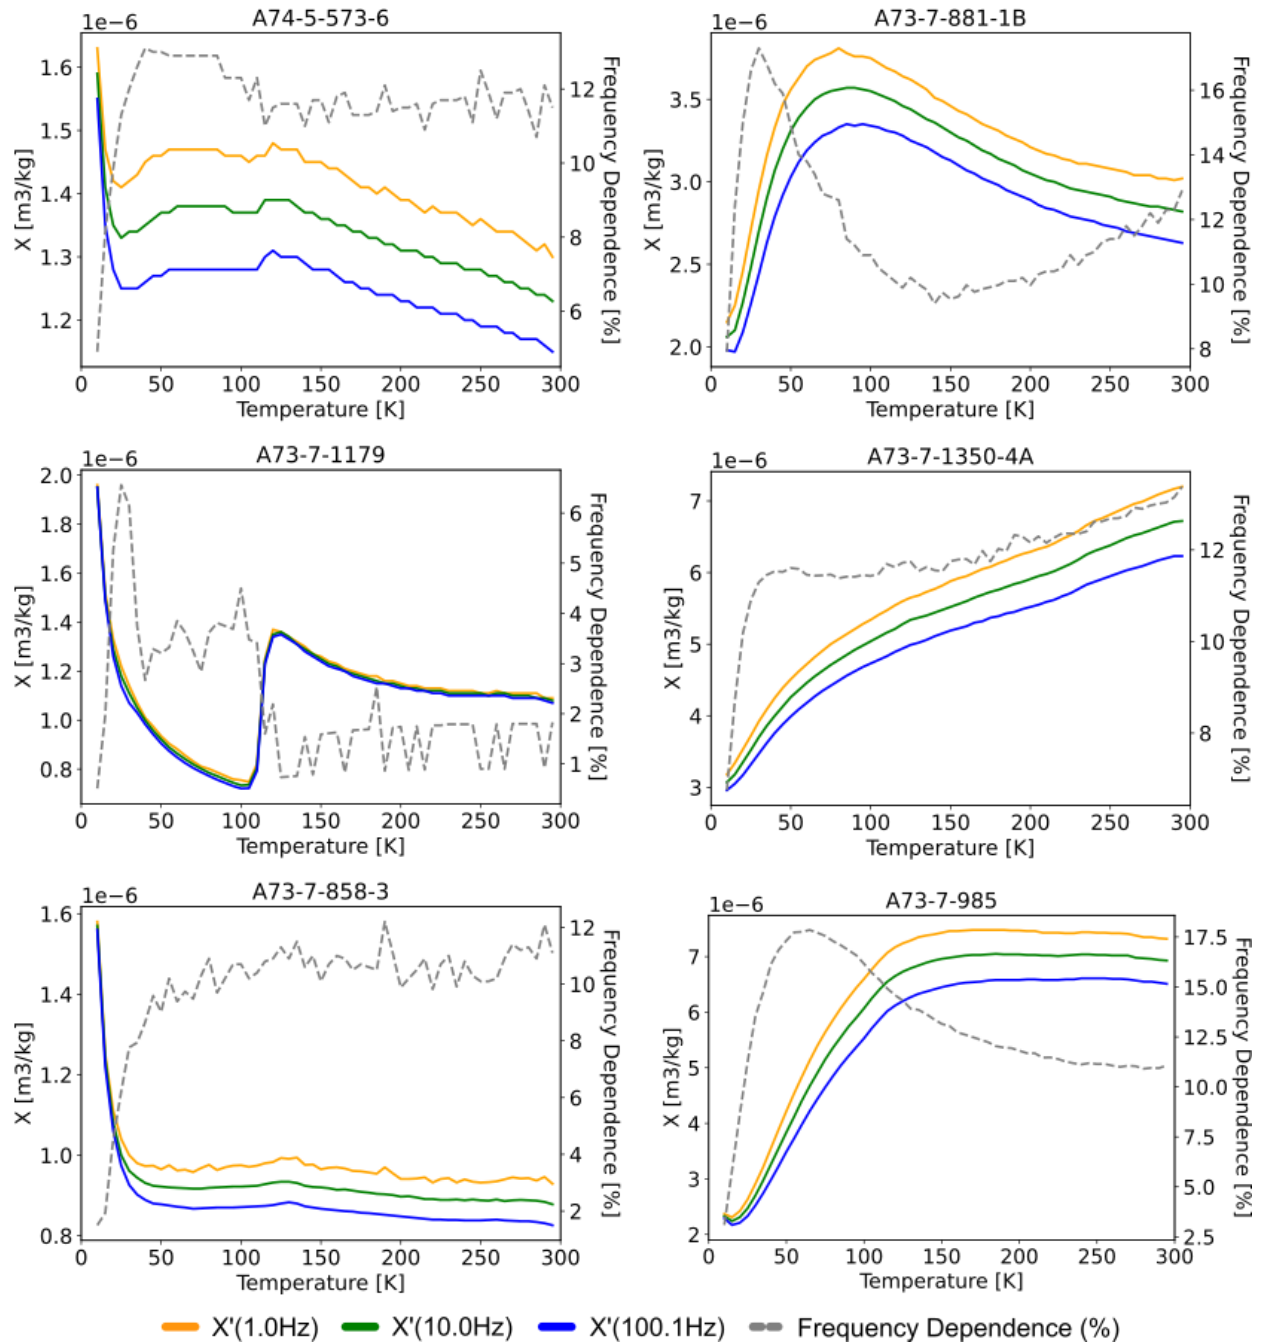 A74-5-573-6
1e−6
X [m3/kg]
1.6
1.5
1.4
1.3
1.2
12
10
8
6
Frequency Dependence [%]
0 50 100 150 200 250 300
Temperature [K]
A73-7-881-1B
1e−6
X [m3/kg]
3.5
3.0
2.5
2.0
16
14
12
10
8
Frequency Dependence [%]
0 50 100 150 200 250 300
Temperature [K]
A73-7-1179
1e−6
X [m3/kg]
2.0
1.8
1.6
1.4
1.2
1.0
0.8
6
5
4
3
2
1
Frequency Dependence [%]
0 50 100 150 200 250 300
Temperature [K]
A73-7-1350-4A
1e−6
X [m3/kg]
7
6
5
4
3
12
10
8
Frequency Dependence [%]
0 50 100 150 200 250 300
Temperature [K]
A73-7-858-3
1e−6
X [m3/kg]
1.6
1.4
1.2
1.0
0.8
12
10
8
6
4
2
Frequency Dependence [%]
0 50 100 150 200 250 300
Temperature [K]
A73-7-985
1e−6
X [m3/kg]
7
6
5
4
3
2
17.5
15.0
12.5
10.0
7.5
5.0
2.5
Frequency Dependence [%]
0 50 100 150 200 250 300
Temperature [K]
X'(1.0Hz) X'(10.0Hz) X'(100.1Hz) Frequency Dependence (%)